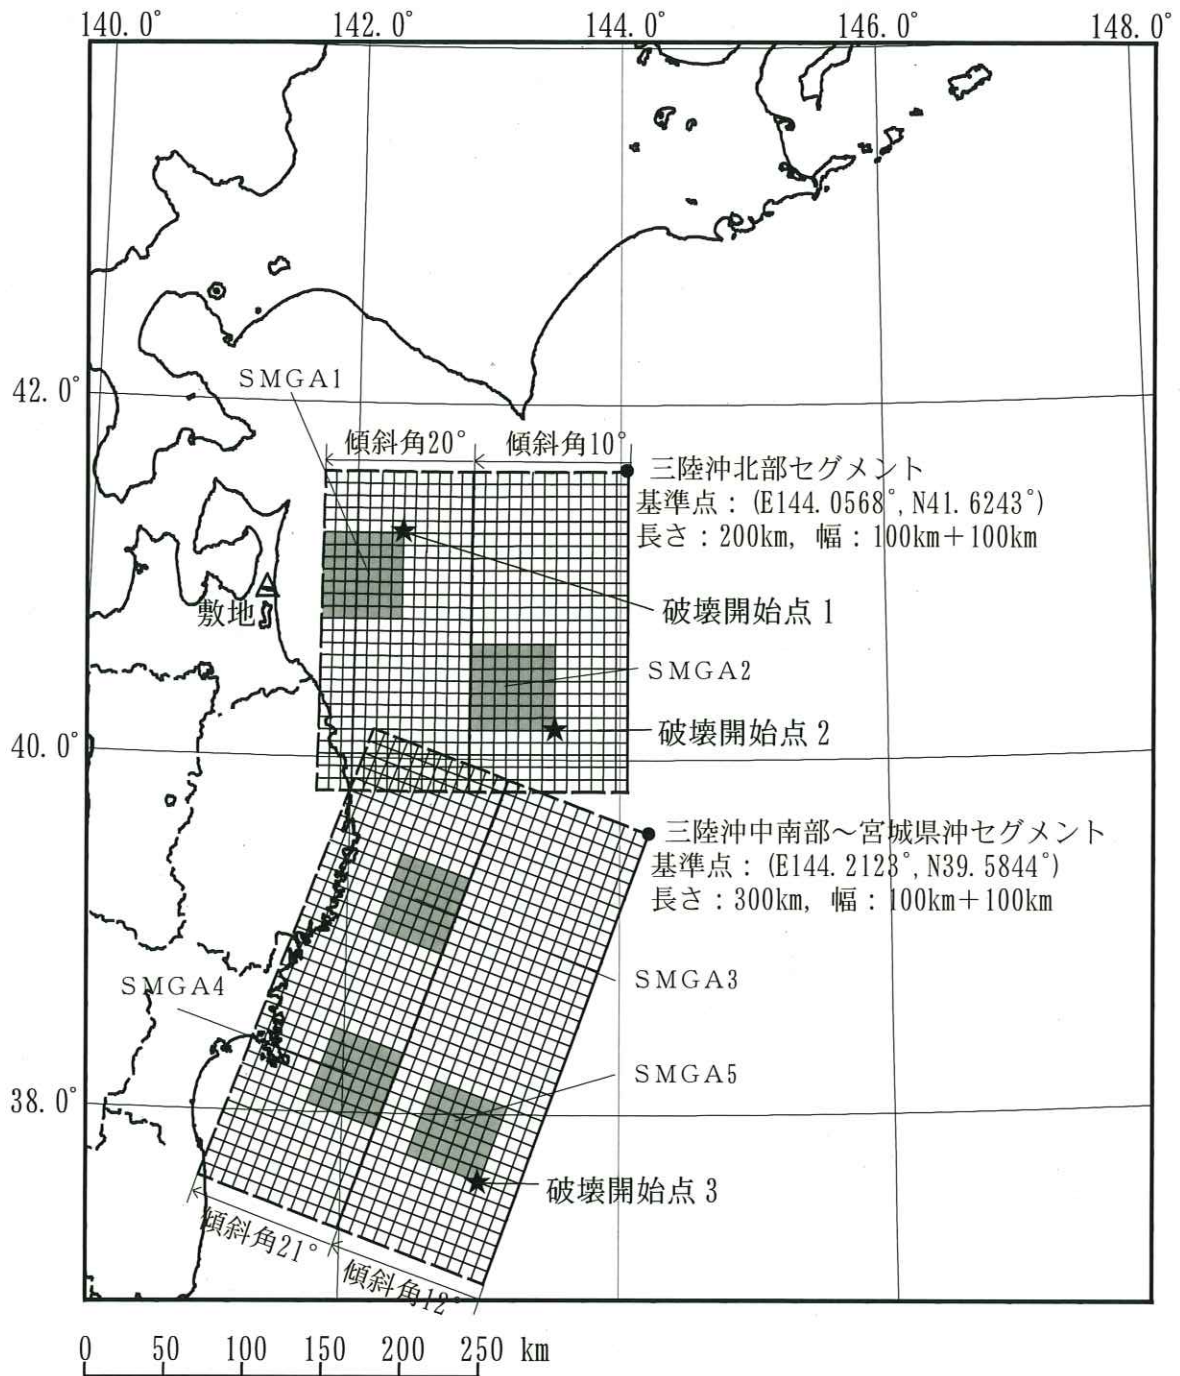 140.0° 142.0° 144.0° 146.0° 148.0°
42.0°
SMGA1
傾斜角20° 傾斜角10°
三陸沖北部セグメント
基準点：(E144.0568°, N41.6243°)
長さ：200km, 幅：100km＋100km
敷地
破壊開始点 1
SMGA2
破壊開始点 2
40.0°
三陸沖中南部～宮城県沖セグメント
基準点：(E144.2123°, N39.5844°)
長さ：300km, 幅：100km＋100km
SMGA3
SMGA4
SMGA5
38.0°
破壊開始点 3
傾斜角21°
傾斜角12°
0 50 100 150 200 250 km